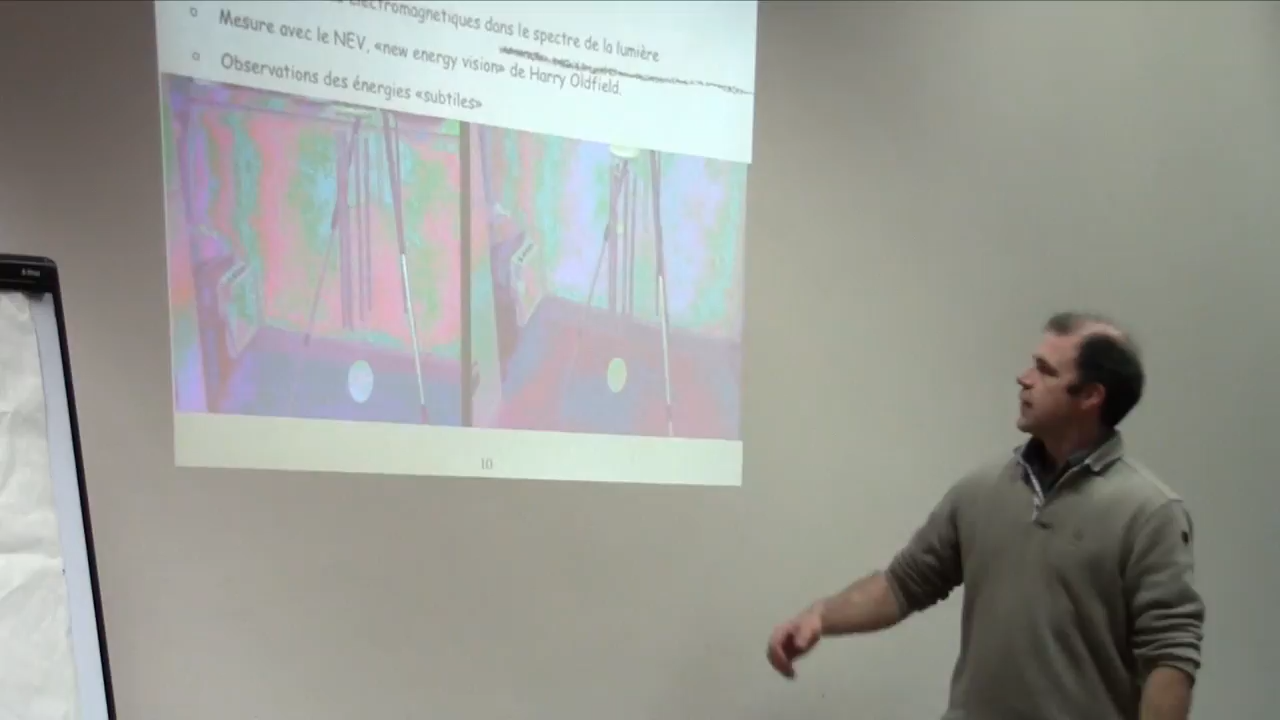 électromagnetiques dans le spectre de la lumière
Mesure avec le NEV, «new energy vision» de Harry Oldfield.
Observations des énergies «subtiles»
10